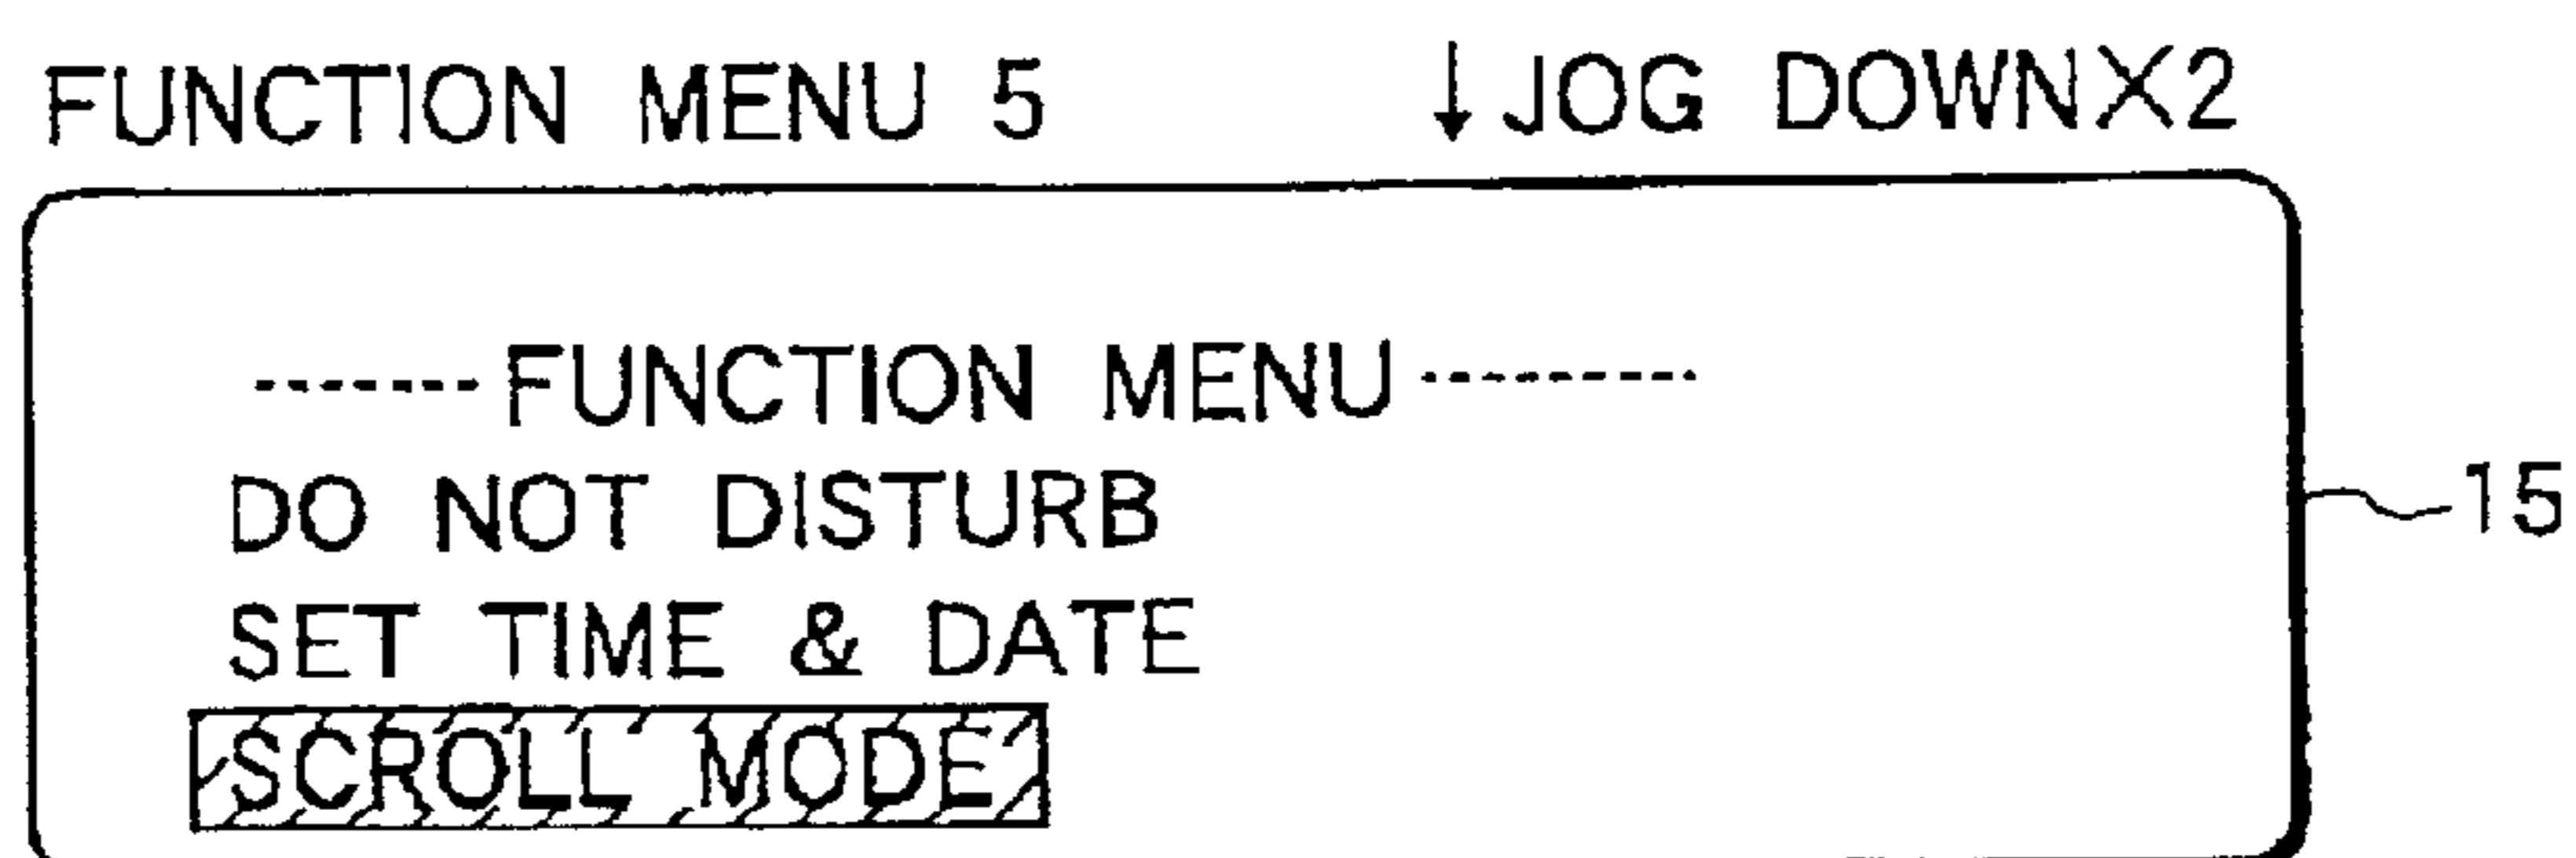 FUNCTION MENU 5 ↓ JOG DOWN×2
------ FUNCTION MENU --------
DO NOT DISTURB
SET TIME & DATE
15
SCROLL MODE